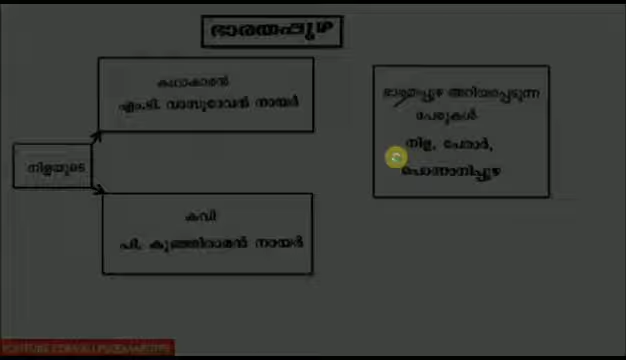 ഭാരതപ്പുഴ
കഥാകാരൻ
എം.ടി. വാസുദേവൻ നായർ
നിളയുടെ
കവി
പി. കുഞ്ഞിരാമൻ നായർ
ഭാരതപ്പുഴ അറിയപ്പെടുന്ന
പേരുകൾ
നിള, പേരാർ,
പൊന്നാനിപ്പുഴ